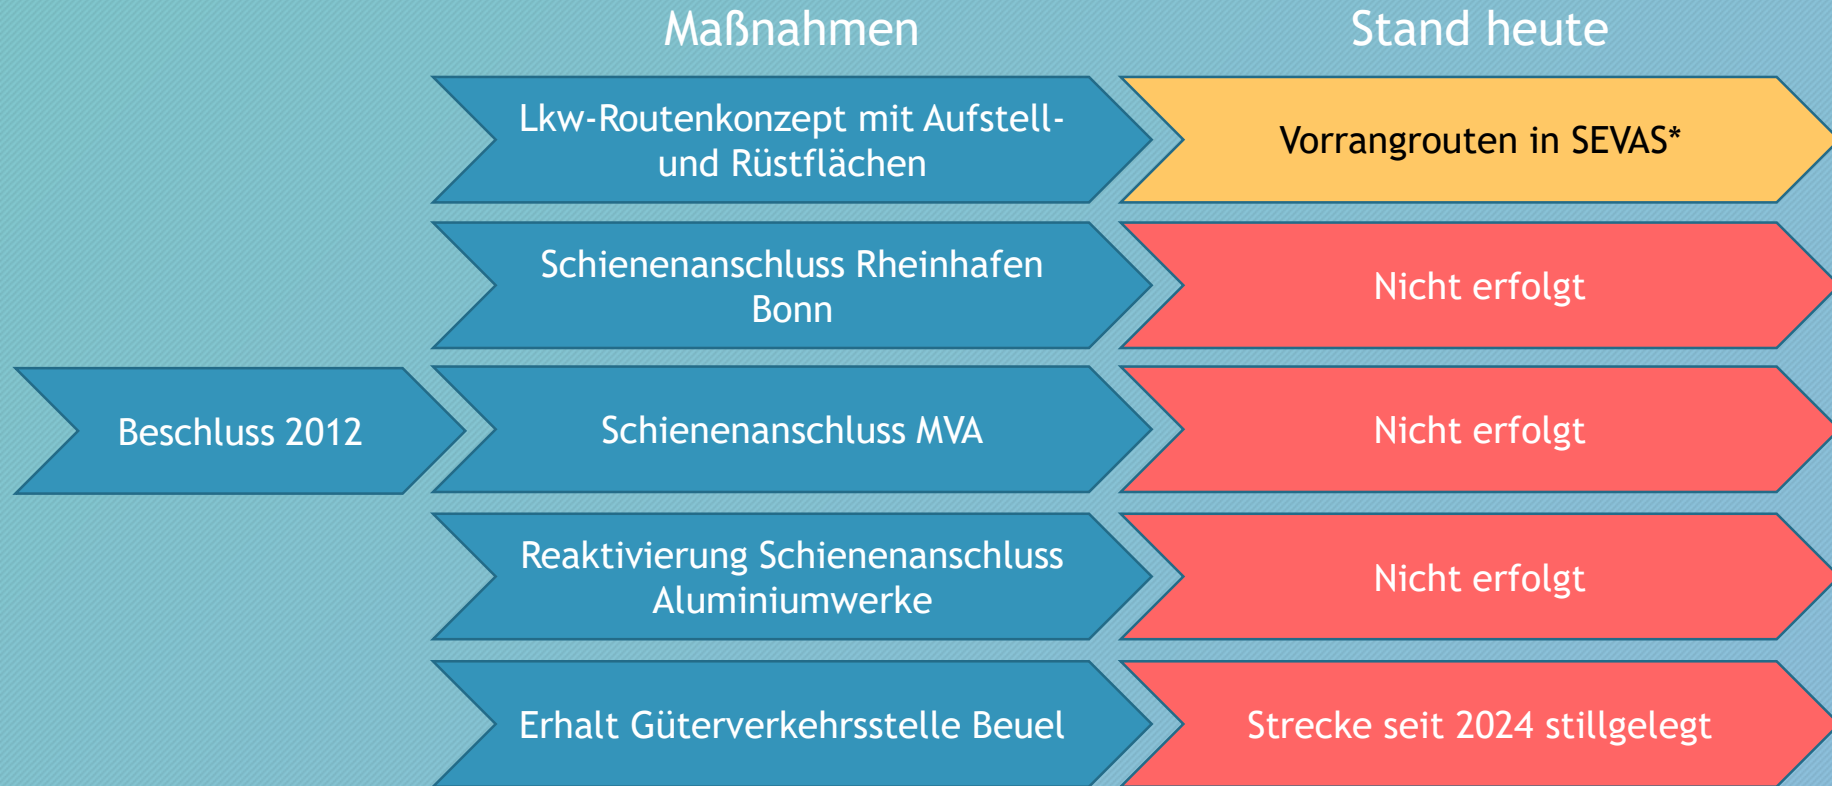 Maßnahmen
Stand heute
Lkw-Routenkonzept mit Aufstell-
und Rüstflächen
Vorrangrouten in SEVAS*
Schienenanschluss Rheinhafen
Bonn
Nicht erfolgt
Beschluss 2012
Schienenanschluss MVA
Nicht erfolgt
Reaktivierung Schienenanschluss
Aluminiumwerke
Nicht erfolgt
Erhalt Güterverkehrsstelle Beuel
Strecke seit 2024 stillgelegt